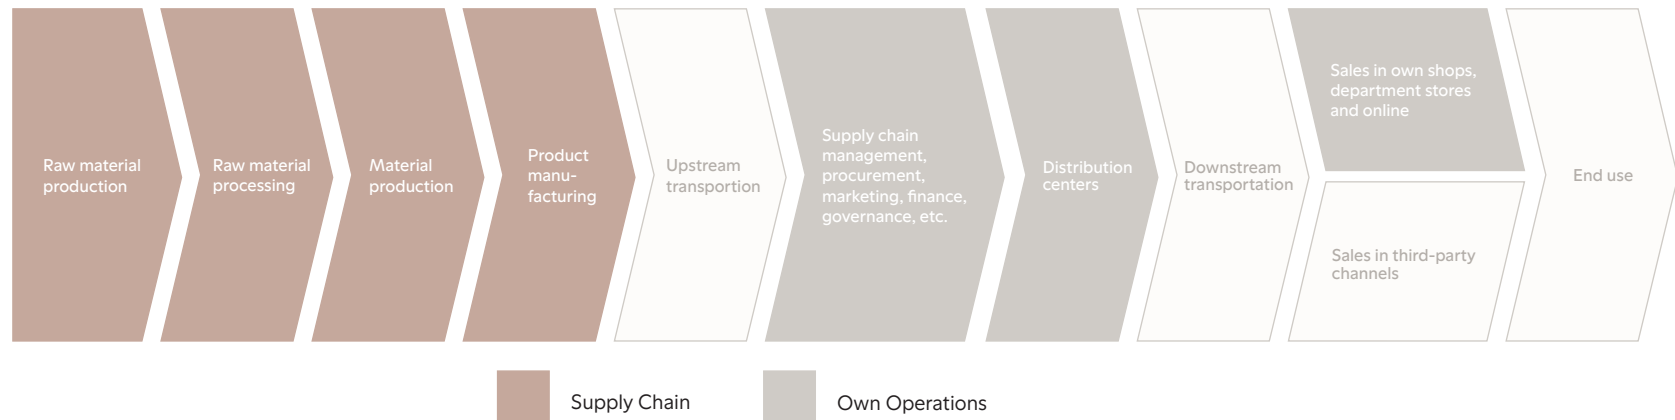 Raw material
production
Raw material
processing
Material
production
Product
manu-
facturing
Upstream
transportion
Supply chain
management,
procurement,
marketing, finance,
governance, etc.
Distribution
centers
Downstream
transportation
Sales in own shops,
department stores
and online
Sales in third-party
channels
End use
Supply Chain
Own Operations